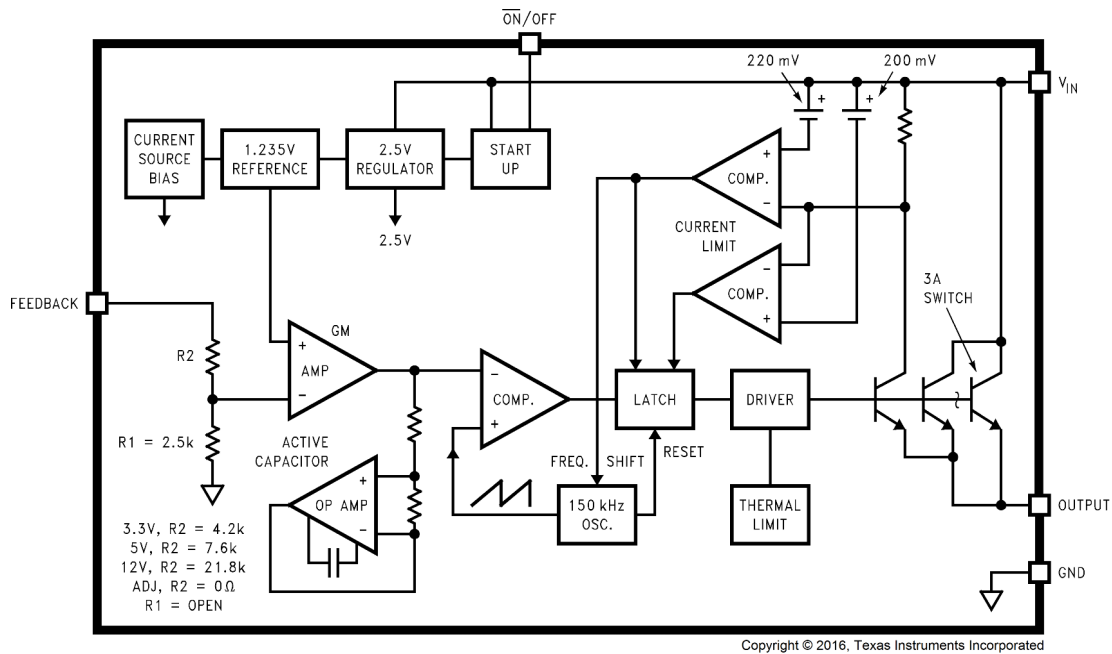 ON/OFF
220 mV
200 mV
VIN
CURRENT
SOURCE
BIAS
1.235V
REFERENCE
2.5V
REGULATOR
START
UP
+
+
+
COMP.
−
2.5V
CURRENT
LIMIT
−
COMP.
+
3A
SWITCH
FEEDBACK
GM
R2
+
AMP
−
−
COMP.
+
LATCH
DRIVER
R1 = 2.5k
ACTIVE
CAPACITOR
FREQ. SHIFT
RESET
+
OP AMP
−
150 kHz
OSC.
THERMAL
LIMIT
OUTPUT
3.3V, R2 = 4.2k
5V, R2 = 7.6k
12V, R2 = 21.8k
ADJ, R2 = 0Ω
R1 = OPEN
GND
Copyright © 2016, Texas Instruments Incorporated